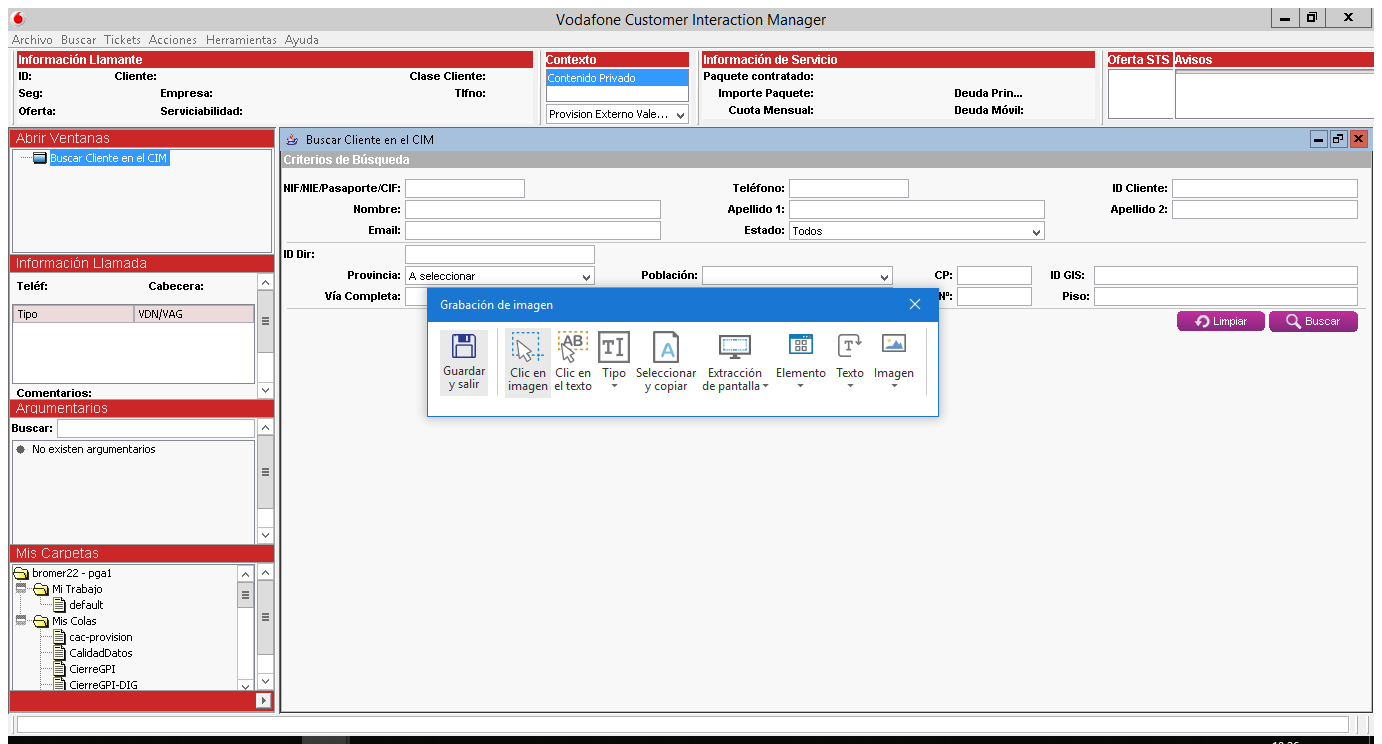 Vodafone Customer Interaction Manager
Archivo Buscar Tickets Acciones Herramientas Ayuda
Información Llamante
ID: Cliente: Clase Cliente:
Seg: Empresa: Tlfno:
Oferta: Serviciabilidad:
Contexto
Contenido Privado
Provision Externo Vale...
Información de Servicio
Paquete contratado:
Importe Paquete: Deuda Prin...
Cuota Mensual: Deuda Móvil:
Oferta STS Avisos
Abrir Ventanas
Buscar Cliente en el CIM
Información Llamada
Teléf: Cabecera:
Tipo VDN/VAG
Comentarios:
Argumentarios
Buscar:
No existen argumentarios
Mis Carpetas
bromer22 - pga1
Mi Trabajo
default
Mis Colas
cac-provision
CalidadDatos
CierreGPI
CierreGPI-DIG
Buscar Cliente en el CIM
Criterios de Búsqueda
NIF/NIE/Pasaporte/CIF: Teléfono: ID Cliente:
Nombre: Apellido 1: Apellido 2:
Email: Estado: Todos
ID Dir:
Provincia: A seleccionar Población: CP: ID GIS:
Vía Completa: Nº: Piso:
Limpiar Buscar
Grabación de imagen
Guardar y salir
Clic en imagen
Clic en el texto
Tipo
Seleccionar y copiar
Extracción de pantalla
Elemento
Texto
Imagen